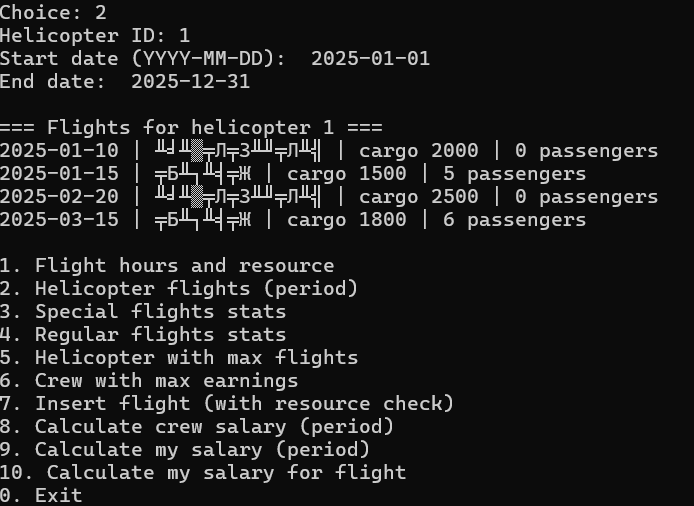 Choice: 2
Helicopter ID: 1
Start date (YYYY-MM-DD): 2025-01-01
End date: 2025-12-31
=== Flights for helicopter 1 ===
2025-01-10 | ╨╛╨▒╤Л╤З╨╜╤Л╨╣ | cargo 2000 | 0 passengers
2025-01-15 | ╤Б╨┐╨╡╤Ж | cargo 1500 | 5 passengers
2025-02-20 | ╨╛╨▒╤Л╤З╨╜╤Л╨╣ | cargo 2500 | 0 passengers
2025-03-15 | ╤Б╨┐╨╡╤Ж | cargo 1800 | 6 passengers
1. Flight hours and resource
2. Helicopter flights (period)
3. Special flights stats
4. Regular flights stats
5. Helicopter with max flights
6. Crew with max earnings
7. Insert flight (with resource check)
8. Calculate crew salary (period)
9. Calculate my salary (period)
10. Calculate my salary for flight
0. Exit